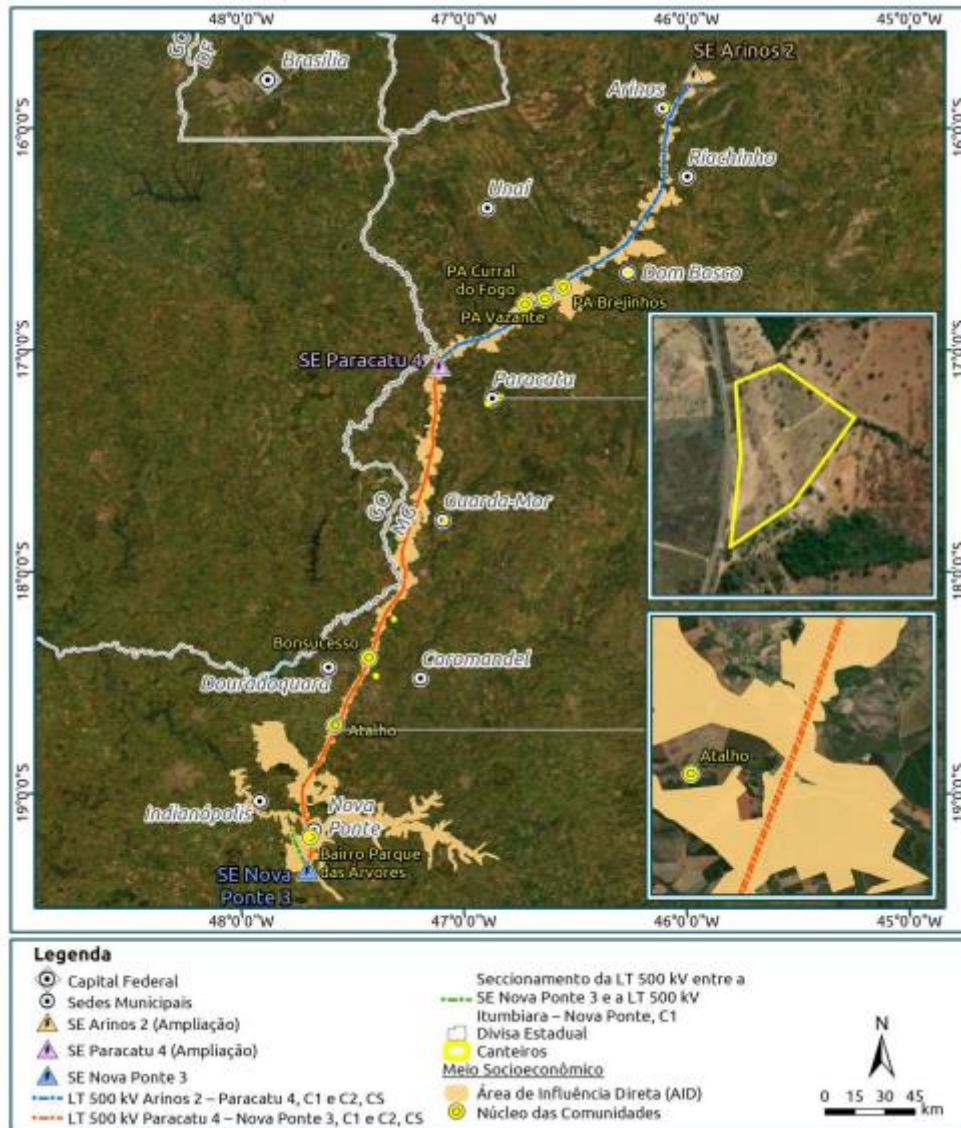 48°0'0"W 47°0'0"W 46°0'0"W 45°0'0"W
GO
DF
Brasília
SE Arinos 2
Arinos
16°0'0"S
16°0'0"S
Riachinho
Unaí
PA Curral
do Fogo
Dom Bosco
PA Brejinhos
PA Vazante
17°0'0"S
17°0'0"S
SE Paracatu 4
Paracatu
GO
MG
Guarda-Mor
18°0'0"S
18°0'0"S
Bonsucesso
Douradoquara
Coromandel
Atalho
Atalho
19°0'0"S
19°0'0"S
Indianópolis
Nova
Ponte
Bairro Parque
das Árvores
SE Nova
Ponte 3
48°0'0"W 47°0'0"W 46°0'0"W 45°0'0"W
Legenda
Capital Federal
Sedes Municipais
SE Arinos 2 (Ampliação)
SE Paracatu 4 (Ampliação)
SE Nova Ponte 3
LT 500 kV Arinos 2 – Paracatu 4, C1 e C2, CS
LT 500 kV Paracatu 4 – Nova Ponte 3, C1 e C2, CS
Seccionamento da LT 500 kV entre a
SE Nova Ponte 3 e a LT 500 kV
Itumbiara – Nova Ponte, C1
Divisa Estadual
Canteiros
Meio Socioeconômico
Área de Influência Direta (AID)
Núcleo das Comunidades
N
0 15 30 45
km